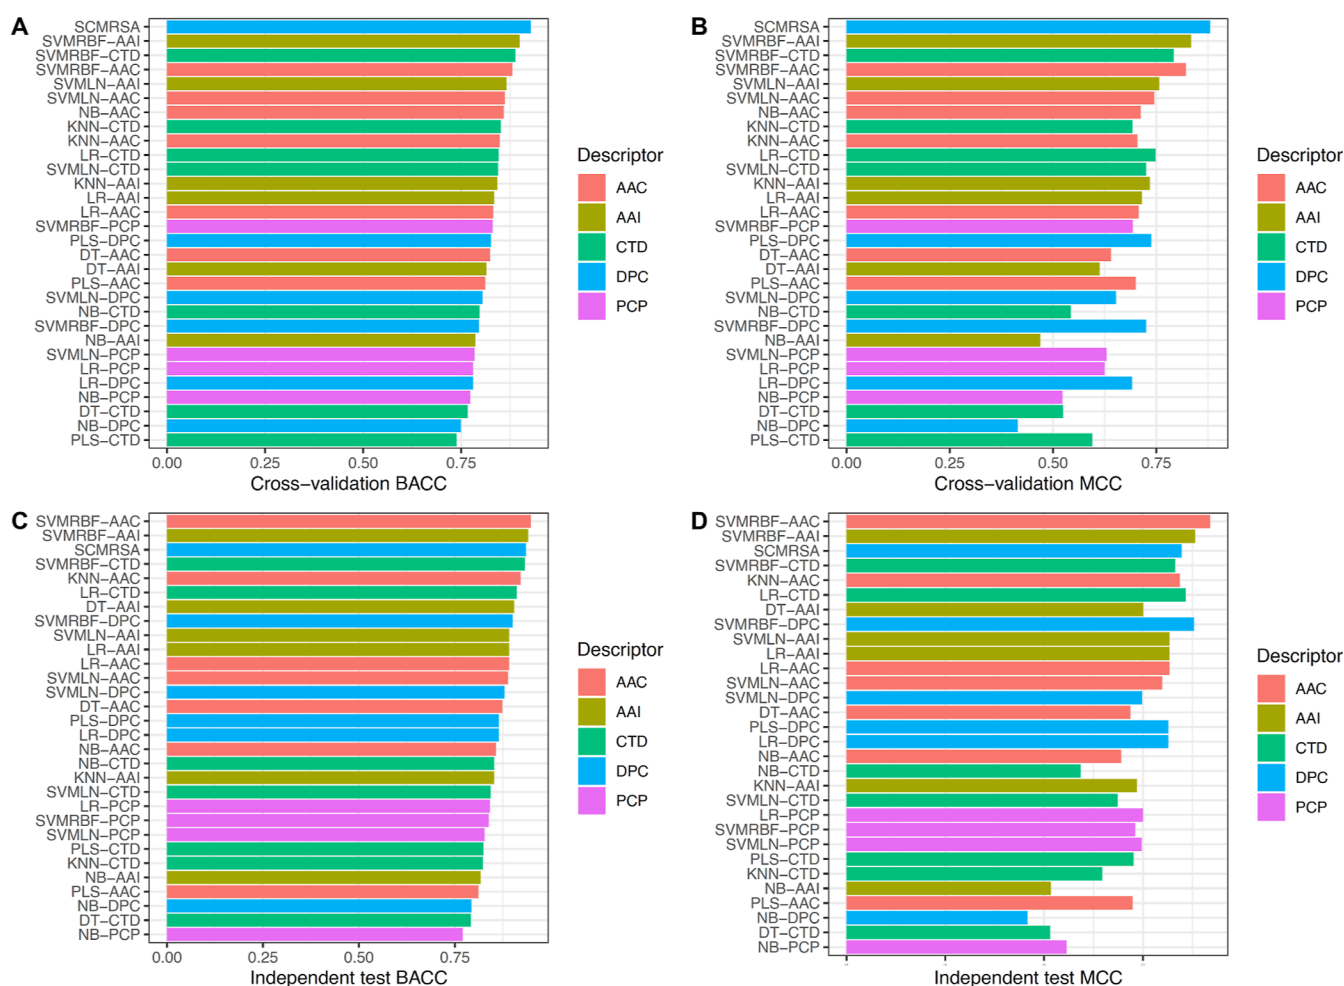 A
SCMRSA
SVMRBF−AAI
SVMRBF−CTD
SVMRBF−AAC
SVMLN−AAI
SVMLN−AAC
NB−AAC
KNN−CTD
KNN−AAC
LR−CTD
SVMLN−CTD
KNN−AAI
LR−AAI
LR−AAC
SVMRBF−PCP
PLS−DPC
DT−AAC
DT−AAI
PLS−AAC
SVMLN−DPC
NB−CTD
SVMRBF−DPC
NB−AAI
SVMLN−PCP
LR−PCP
LR−DPC
NB−PCP
DT−CTD
NB−DPC
PLS−CTD
0.00 0.25 0.50 0.75
Cross−validation BACC
Descriptor
AAC
AAI
CTD
DPC
PCP
B
SCMRSA
SVMRBF−AAI
SVMRBF−CTD
SVMRBF−AAC
SVMLN−AAI
SVMLN−AAC
NB−AAC
KNN−CTD
KNN−AAC
LR−CTD
SVMLN−CTD
KNN−AAI
LR−AAI
LR−AAC
SVMRBF−PCP
PLS−DPC
DT−AAC
DT−AAI
PLS−AAC
SVMLN−DPC
NB−CTD
SVMRBF−DPC
NB−AAI
SVMLN−PCP
LR−PCP
LR−DPC
NB−PCP
DT−CTD
NB−DPC
PLS−CTD
0.00 0.25 0.50 0.75
Cross−validation MCC
Descriptor
AAC
AAI
CTD
DPC
PCP
C
SVMRBF−AAC
SVMRBF−AAI
SCMRSA
SVMRBF−CTD
KNN−AAC
LR−CTD
DT−AAI
SVMRBF−DPC
SVMLN−AAI
LR−AAI
LR−AAC
SVMLN−AAC
SVMLN−DPC
DT−AAC
PLS−DPC
LR−DPC
NB−AAC
NB−CTD
KNN−AAI
SVMLN−CTD
LR−PCP
SVMRBF−PCP
SVMLN−PCP
PLS−CTD
KNN−CTD
NB−AAI
PLS−AAC
NB−DPC
DT−CTD
NB−PCP
0.00 0.25 0.50 0.75
Independent test BACC
Descriptor
AAC
AAI
CTD
DPC
PCP
D
SVMRBF−AAC
SVMRBF−AAI
SCMRSA
SVMRBF−CTD
KNN−AAC
LR−CTD
DT−AAI
SVMRBF−DPC
SVMLN−AAI
LR−AAI
LR−AAC
SVMLN−AAC
SVMLN−DPC
DT−AAC
PLS−DPC
LR−DPC
NB−AAC
NB−CTD
KNN−AAI
SVMLN−CTD
LR−PCP
SVMRBF−PCP
SVMLN−PCP
PLS−CTD
KNN−CTD
NB−AAI
PLS−AAC
NB−DPC
DT−CTD
NB−PCP
Independent test MCC
Descriptor
AAC
AAI
CTD
DPC
PCP